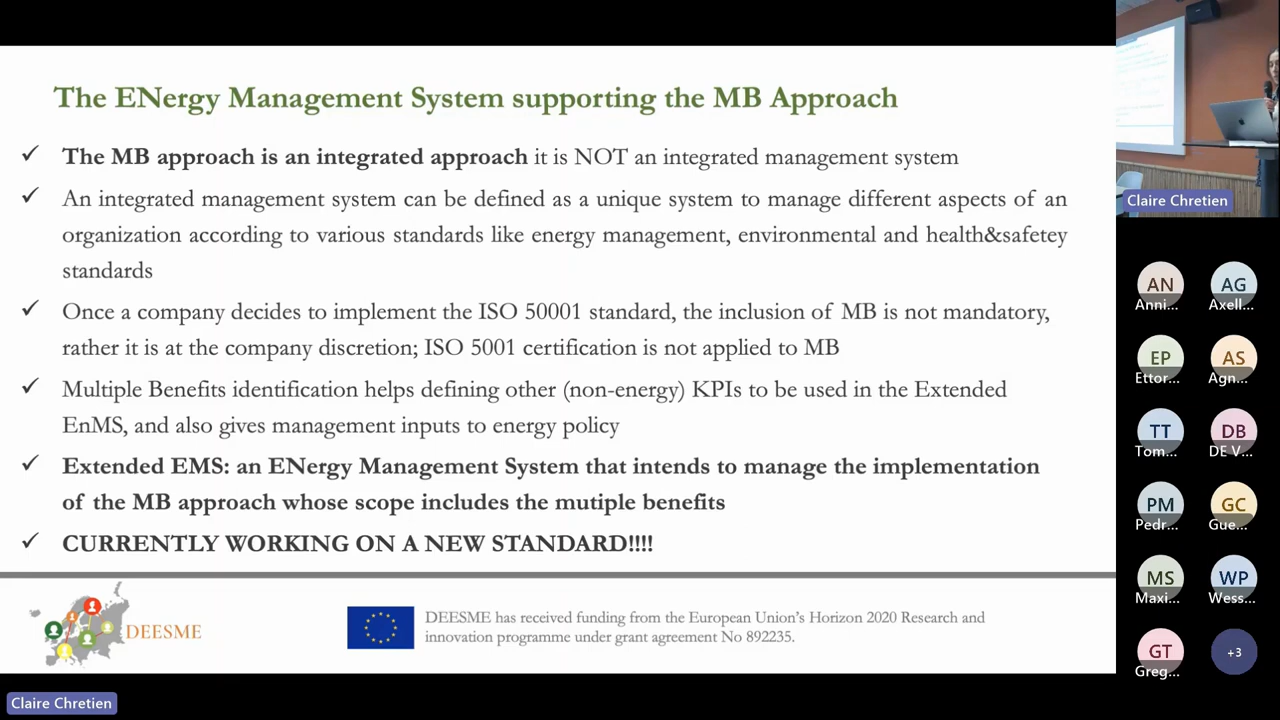 The ENergy Management System supporting the MB Approach
✓ The MB approach is an integrated approach it is NOT an integrated management system
✓ An integrated management system can be defined as a unique system to manage different aspects of an
organization according to various standards like energy management, environmental and health&safetey
standards
✓ Once a company decides to implement the ISO 50001 standard, the inclusion of MB is not mandatory,
rather it is at the company discretion; ISO 5001 certification is not applied to MB
✓ Multiple Benefits identification helps defining other (non-energy) KPIs to be used in the Extended
EnMS, and also gives management inputs to energy policy
✓ Extended EMS: an ENergy Management System that intends to manage the implementation
of the MB approach whose scope includes the mutiple benefits
✓ CURRENTLY WORKING ON A NEW STANDARD!!!!
DEESME
DEESME has received funding from the European Union's Horizon 2020 Research and
innovation programme under grant agreement No 892235.
Claire Chretien
Claire Chretien
AN
Anni...
AG
Axell...
EP
Ettor...
AS
Agn...
TT
Tom...
DB
DE V...
PM
Pedr...
GC
Gue...
MS
Maxi...
WP
Wess...
GT
Greg...
+3